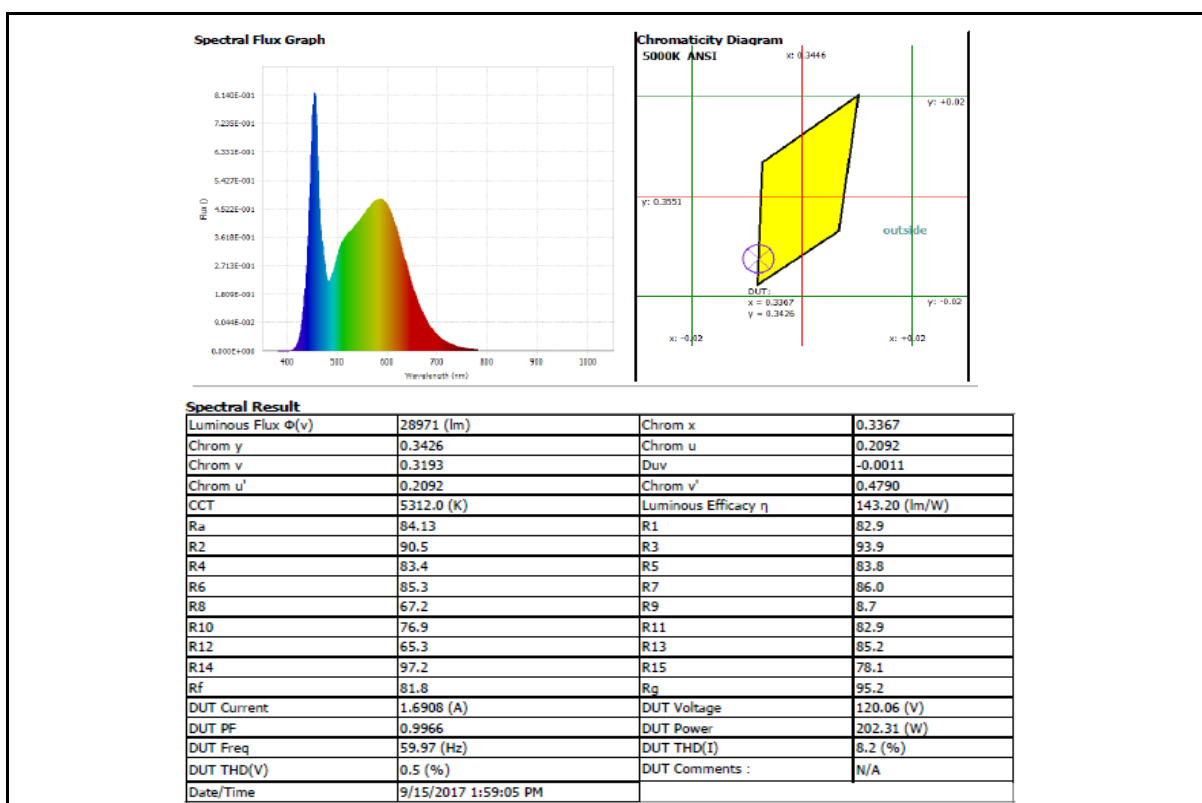 Spectral Flux Graph
8.140E-001
7.235E-001
6.331E-001
5.427E-001
4.522E-001
3.618E-001
2.713E-001
1.809E-001
9.044E-002
0.000E+000
Flux ()
400 500 600 700 800 900 1000
Wavelength (nm)
Chromaticity Diagram
5000K ANSI
x: 0.3446
y: +0.02
y: 0.3551
outside
DUT:
x = 0.3367
y = 0.3426
y: -0.02
x: -0.02
x: +0.02
Spectral Result
Luminous Flux Φ(v) 28971 (lm) Chrom x 0.3367
Chrom y 0.3426 Chrom u 0.2092
Chrom v 0.3193 Duv -0.0011
Chrom u' 0.2092 Chrom v' 0.4790
CCT 5312.0 (K) Luminous Efficacy η 143.20 (lm/W)
Ra 84.13 R1 82.9
R2 90.5 R3 93.9
R4 83.4 R5 83.8
R6 85.3 R7 86.0
R8 67.2 R9 8.7
R10 76.9 R11 82.9
R12 65.3 R13 85.2
R14 97.2 R15 78.1
Rf 81.8 Rg 95.2
DUT Current 1.6908 (A) DUT Voltage 120.06 (V)
DUT PF 0.9966 DUT Power 202.31 (W)
DUT Freq 59.97 (Hz) DUT THD(I) 8.2 (%)
DUT THD(V) 0.5 (%) DUT Comments : N/A
Date/Time 9/15/2017 1:59:05 PM